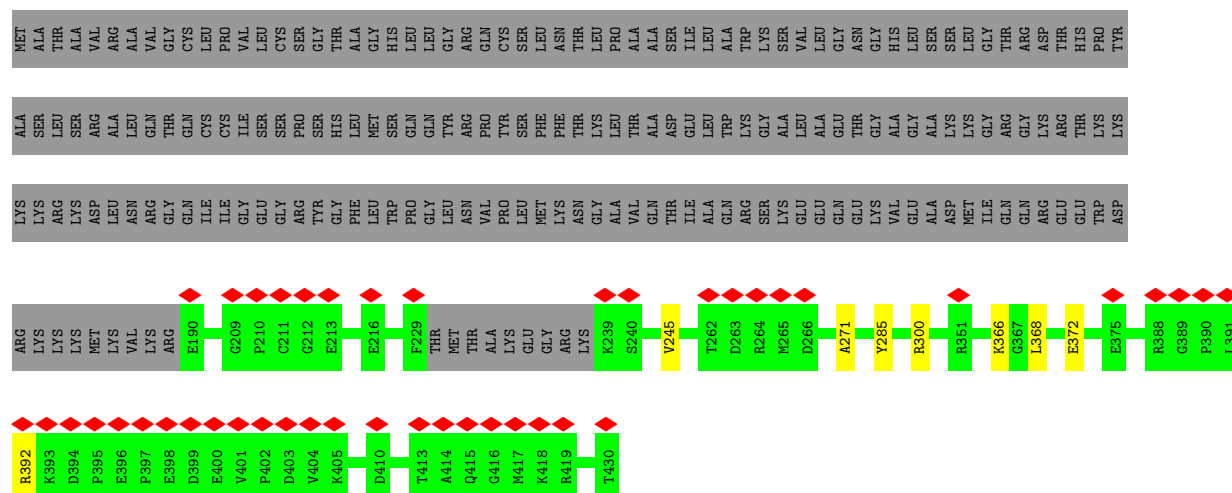 MET ALA THR ALA VAL ARG ALA VAL GLY CYS LEU PRO VAL LEU CYS SER GLY THR ALA GLY HIS LEU LEU GLY ARG GLN CYS SER LEU ASN THR LEU PRO ALA ALA SER ILE LEU ALA TRP LYS SER VAL LEU GLY ASN GLY HIS LEU SER SER LEU GLY THR ARG ASP THR HIS PRO TYR
ALA SER LEU SER ARG ALA LEU GLN THR GLN CYS CYS ILE SER SER PRO SER HIS LEU MET SER GLN GLN TYR ARG PRO TYR SER PHE PHE THR LYS LEU THR ALA ASP GLU LEU TRP LYS GLY ALA LEU ALA GLU THR GLY ALA GLY ALA LYS LYS GLY ARG GLY LYS ARG THR LYS LYS
LYS LYS ARG LYS ASP LEU ASN ARG GLY GLN ILE ILE GLY GLU GLY ARG TYR GLY PHE LEU TRP PRO GLY LEU ASN VAL PRO LEU MET LYS ASN GLY ALA VAL GLN THR ILE ALA GLN ARG SER LYS GLU GLU GLN GLU LYS VAL GLU ALA ASP MET ILE GLN GLN ARG GLU GLU TRP ASP
ARG LYS LYS LYS MET LYS VAL LYS ARG E190 G209 P210 C211 G212 E213 E216 F229 THR MET THR ALA LYS GLU GLY ARG LYS K239 S240 V245 T262 D263 R264 M265 D266 A271 Y285 R300 R351 K366 G367 L368 E372 E375 R388 G389 P390 L391
R392 K393 D394 P395 E396 P397 E398 D399 E400 V401 P402 D403 V404 K405 D410 T413 A414 Q415 G416 M417 K418 R419 T430